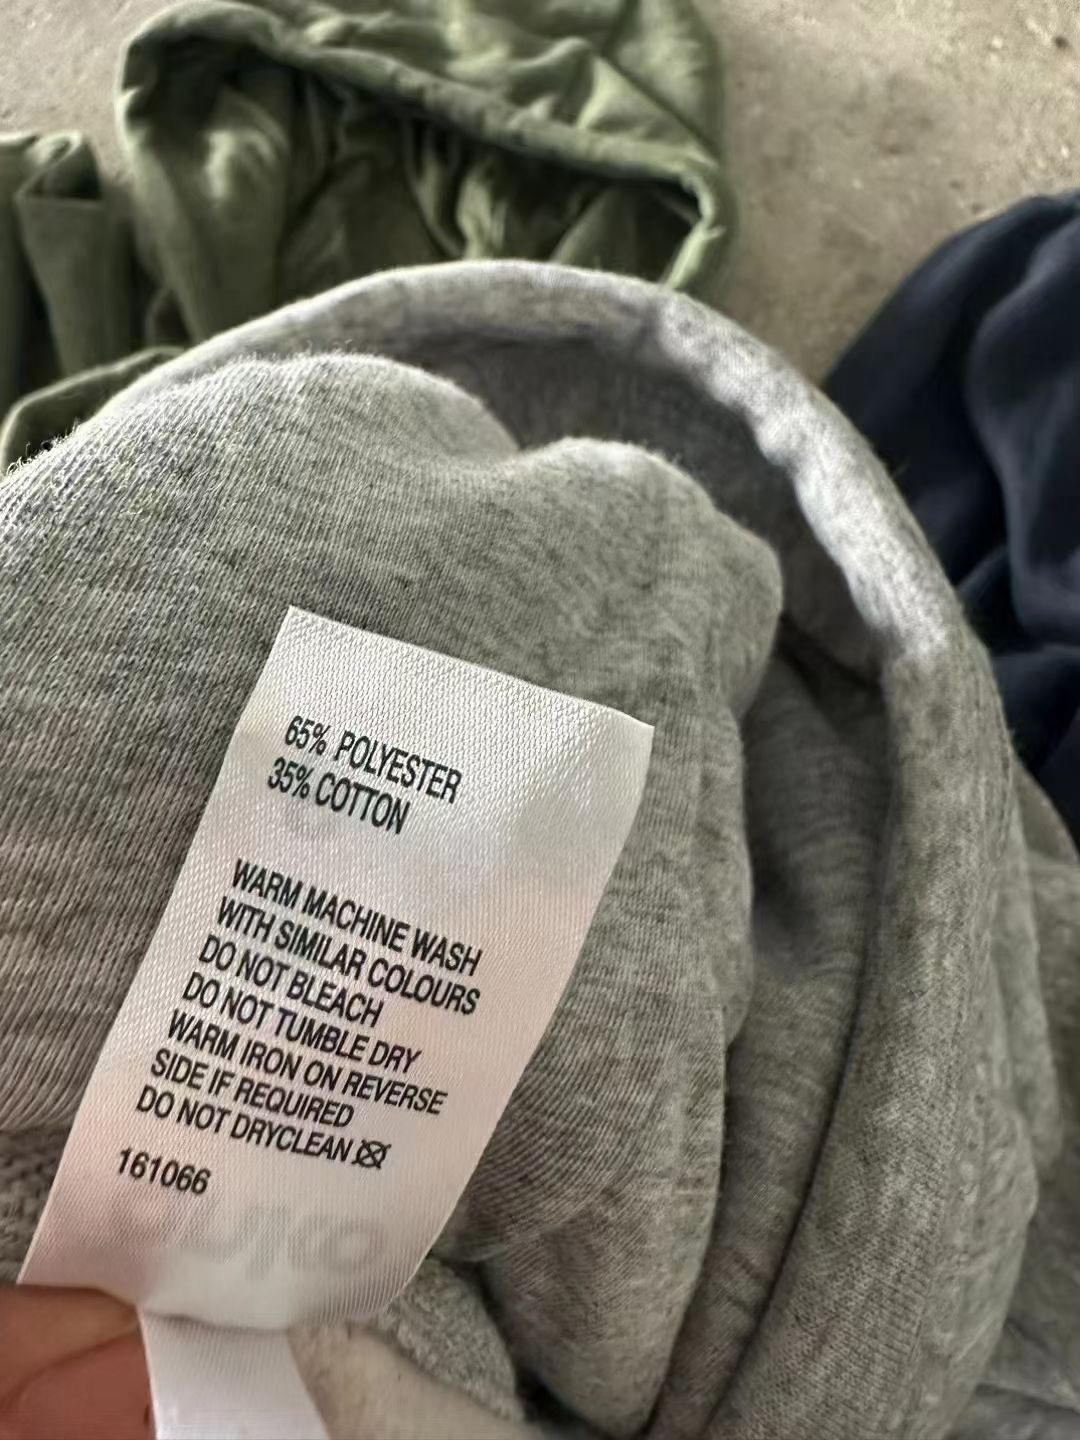 65% POLYESTER
35% COTTON
WARM MACHINE WASH
WITH SIMILAR COLOURS
DO NOT BLEACH
DO NOT TUMBLE DRY
WARM IRON ON REVERSE
SIDE IF REQUIRED
DO NOT DRYCLEAN
161066